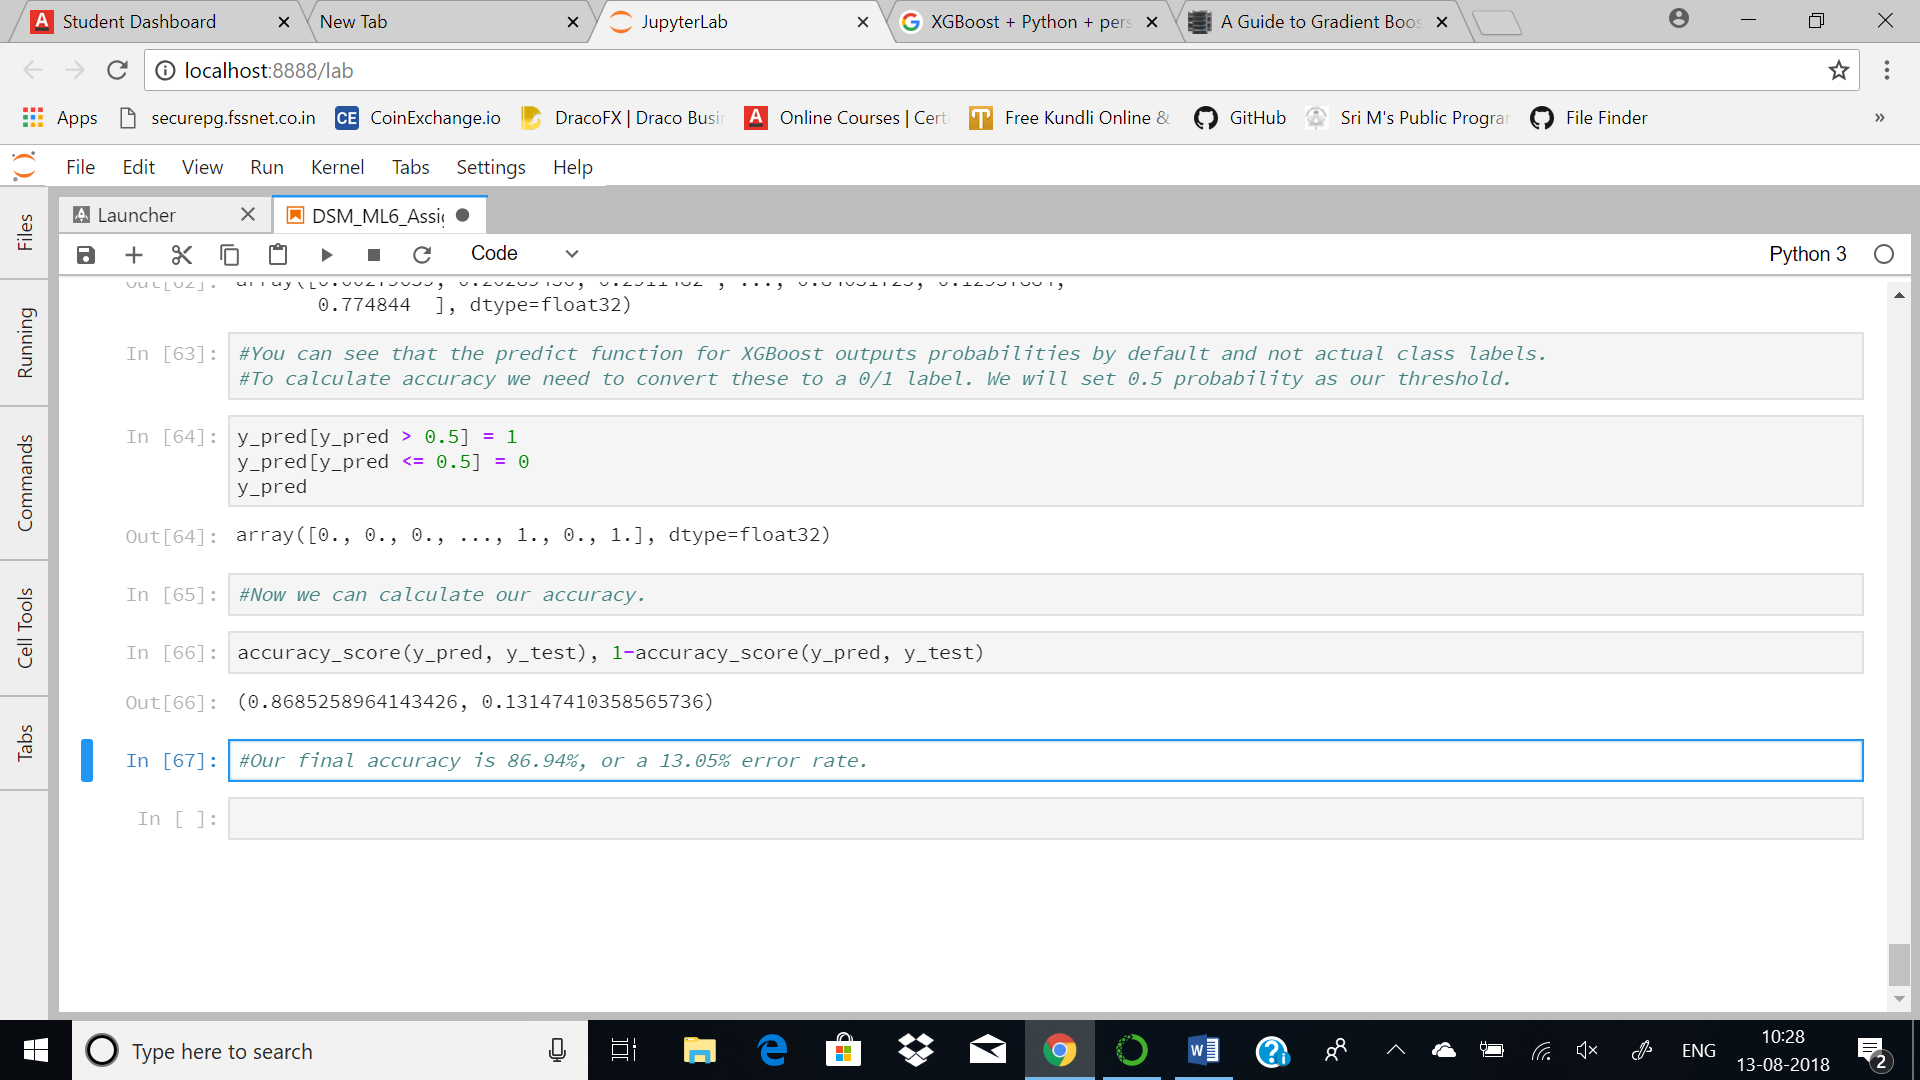 Student Dashboard
New Tab
JupyterLab
XGBoost + Python + pers
A Guide to Gradient Boos
localhost:8888/lab
Apps
securepg.fssnet.co.in
CE
CoinExchange.io
DracoFX | Draco Busi
Online Courses | Certi
Free Kundli Online &
GitHub
Sri M's Public Program
File Finder
»
File Edit View Run Kernel Tabs Settings Help
Files
Running
Commands
Cell Tools
Tabs
Launcher
DSM_ML6_Assi
Code
Python 3
Out[62]:
0.774844 ], dtype=float32)
In [63]: #You can see that the predict function for XGBoost outputs probabilities by default and not actual class labels.
#To calculate accuracy we need to convert these to a 0/1 label. We will set 0.5 probability as our threshold.
In [64]: y_pred[y_pred > 0.5] = 1
y_pred[y_pred <= 0.5] = 0
y_pred
Out[64]: array([0., 0., 0., ..., 1., 0., 1.], dtype=float32)
In [65]: #Now we can calculate our accuracy.
In [66]: accuracy_score(y_pred, y_test), 1-accuracy_score(y_pred, y_test)
Out[66]: (0.8685258964143426, 0.13147410358565736)
In [67]: #Our final accuracy is 86.94%, or a 13.05% error rate.
In [ ]:
Type here to search
ENG
10:28
13-08-2018
2